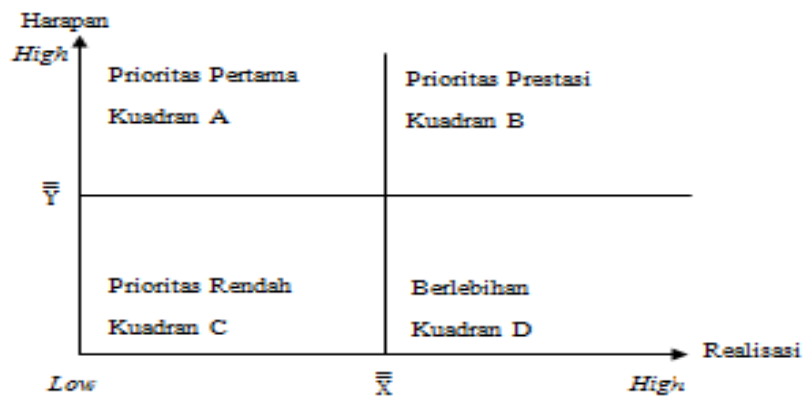 Harapan
High
Prioritas Pertama
Kuadran A
Prioritas Prestasi
Kuadran B
Y̿
Prioritas Rendah
Kuadran C
Berlebihan
Kuadran D
Realisasi
Low
X̿
High